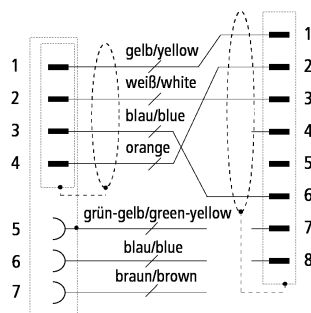 gelb/yellow
1
1
weiß/white
2
2
blau/blue
3
3
orange
4
4
5
6
grün-gelb/green-yellow
5
7
blau/blue
6
8
braun/brown
7